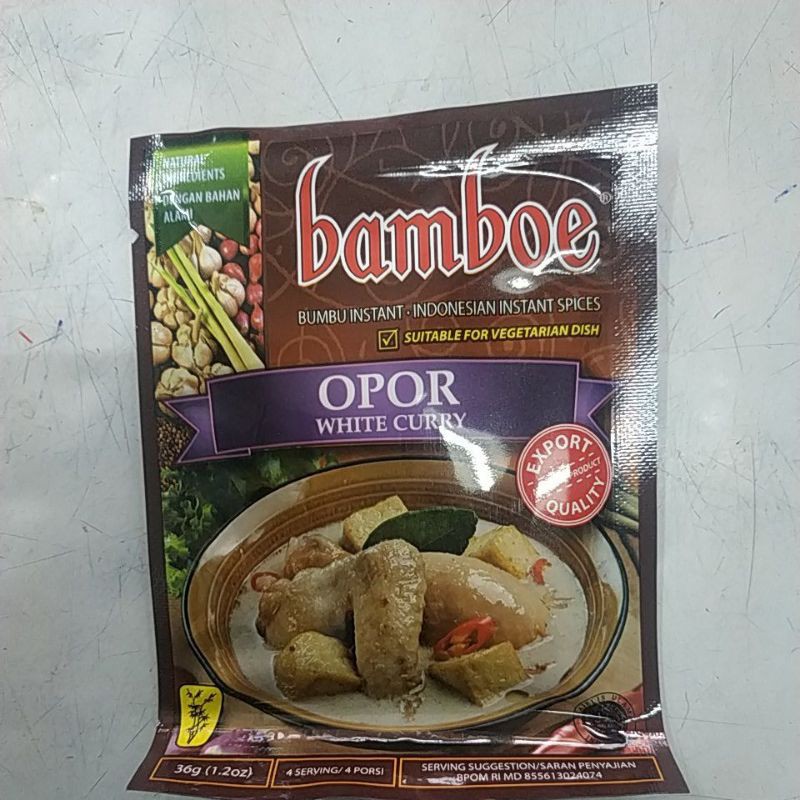 NATURAL
INGREDIENTS
DENGAN BAHAN
ALAMI
bamboe®
BUMBU INSTANT · INDONESIAN INSTANT SPICES
SUITABLE FOR VEGETARIAN DISH
OPOR
WHITE CURRY
EXPORT
PRODUCT
QUALITY
36g (1.2oz)
4 SERVING/ 4 PORSI
SERVING SUGGESTION/SARAN PENYAJIAN
BPOM RI MD 855613024074